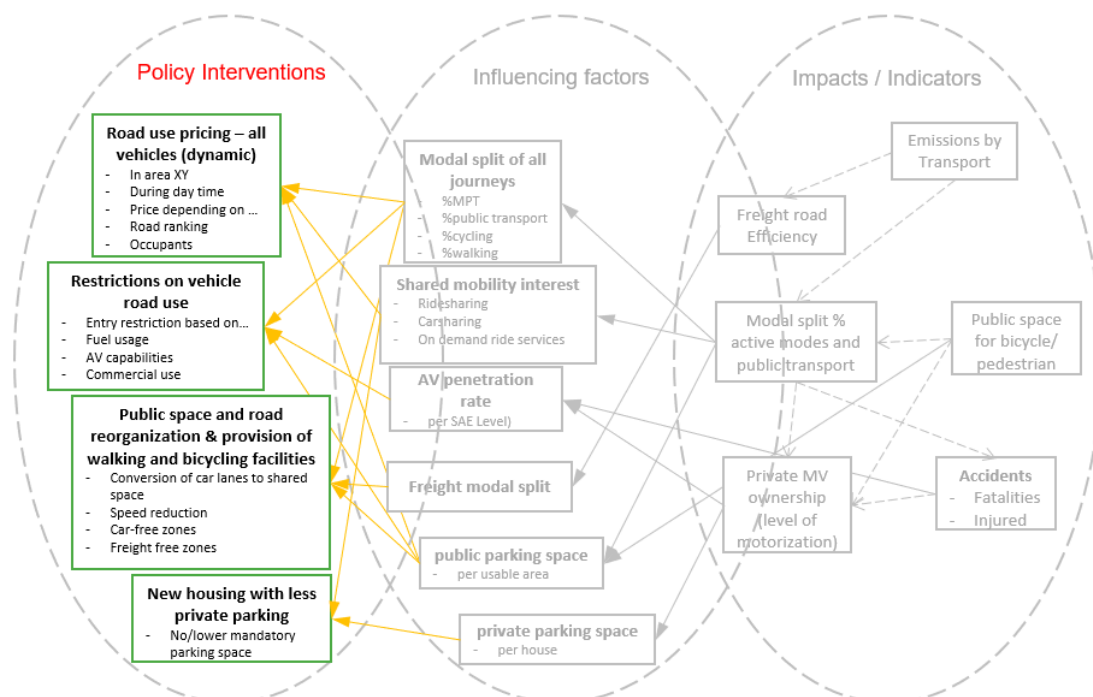 Policy Interventions
Road use pricing – all
vehicles (dynamic)
- In area XY
- During day time
- Price depending on …
- Road ranking
- Occupants
Restrictions on vehicle
road use
- Entry restriction based on…
- Fuel usage
- AV capabilities
- Commercial use
Public space and road
reorganization & provision of
walking and bicycling facilities
- Conversion of car lanes to shared
space
- Speed reduction
- Car-free zones
- Freight free zones
New housing with less
private parking
- No/lower mandatory
parking space
Influencing factors
Modal split of all
journeys
- %MPT
- %public transport
- %cycling
- %walking
Shared mobility interest
- Ridesharing
- Carsharing
- On demand ride services
AV penetration
rate
- per SAE Level)
Freight modal split
public parking space
- per usable area
private parking space
- per house
Impacts / Indicators
Emissions by
Transport
Freight road
Efficiency
Modal split %
active modes and
public transport
Public space
for bicycle/
pedestrian
Private MV
ownership
(level of
motorization)
Accidents
- Fatalities
- Injured